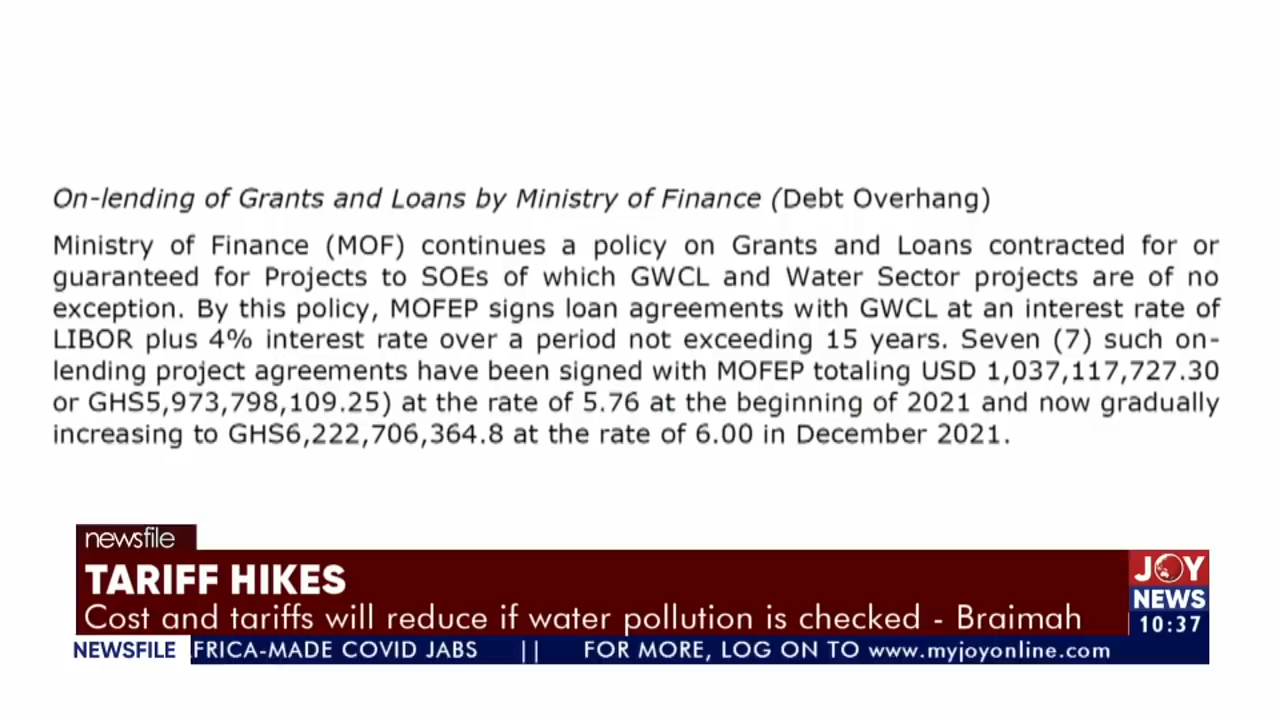 On-lending of Grants and Loans by Ministry of Finance (Debt Overhang)
Ministry of Finance (MOF) continues a policy on Grants and Loans contracted for or
guaranteed for Projects to SOEs of which GWCL and Water Sector projects are of no
exception. By this policy, MOFEP signs loan agreements with GWCL at an interest rate of
LIBOR plus 4% interest rate over a period not exceeding 15 years. Seven (7) such on-
lending project agreements have been signed with MOFEP totaling USD 1,037,117,727.30
or GHS5,973,798,109.25) at the rate of 5.76 at the beginning of 2021 and now gradually
increasing to GHS6,222,706,364.8 at the rate of 6.00 in December 2021.
newsfile
TARIFF HIKES
Cost and tariffs will reduce if water pollution is checked - Braimah
JOY
NEWS
10:37
NEWSFILE FRICA-MADE COVID JABS || FOR MORE, LOG ON TO www.myjoyonline.com